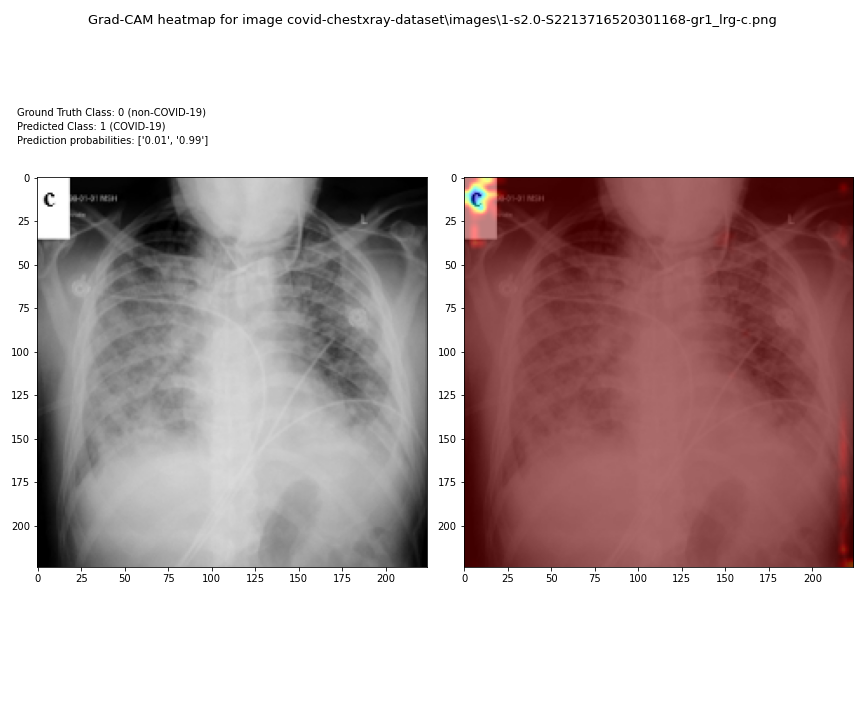 Grad-CAM heatmap for image covid-chestxray-dataset\images\1-s2.0-S2213716520301168-gr1_lrg-c.png
Ground Truth Class: 0 (non-COVID-19)
Predicted Class: 1 (COVID-19)
Prediction probabilities: ['0.01', '0.99']
C
L
0
25
50
75
100
125
150
175
200
0 25 50 75 100 125 150 175 200
C
L
0
25
50
75
100
125
150
175
200
0 25 50 75 100 125 150 175 200